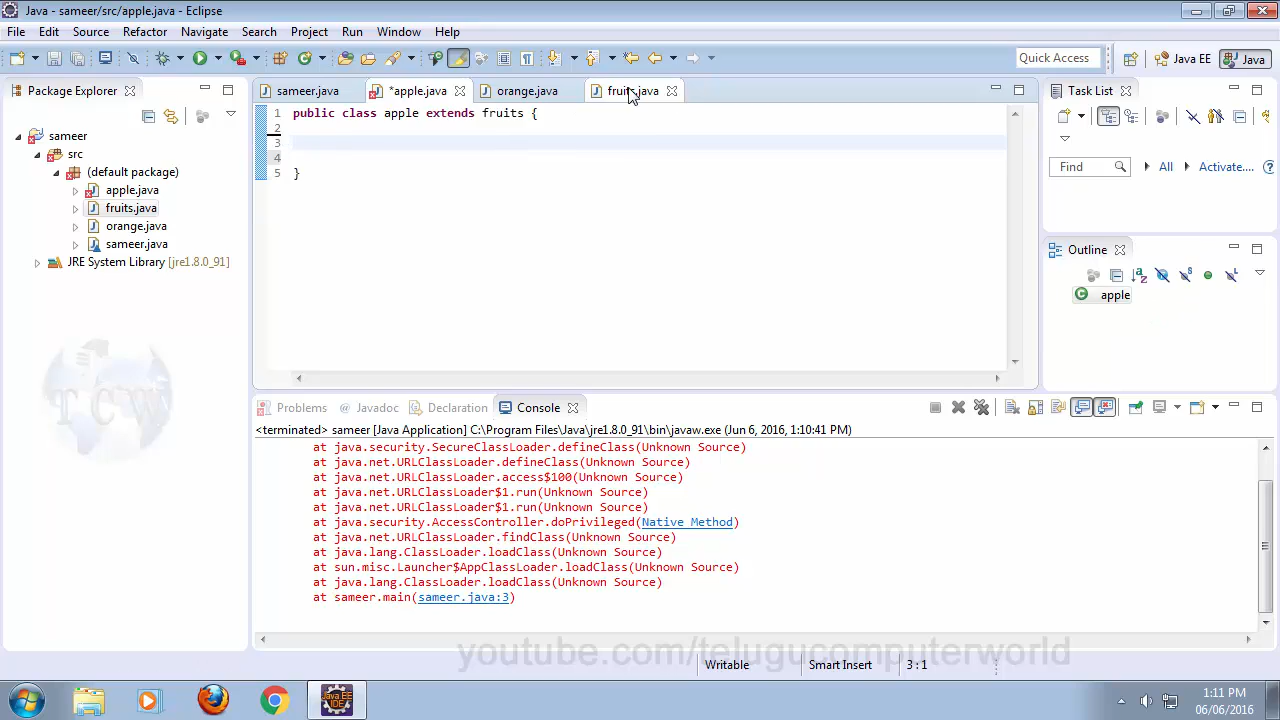 Java - sameer/src/apple.java - Eclipse
File Edit Source Refactor Navigate Search Project Run Window Help
Quick Access
Java EE
Java
Package Explorer
sameer
src
(default package)
apple.java
fruits.java
orange.java
sameer.java
JRE System Library [jre1.8.0_91]
TCW
sameer.java
*apple.java
orange.java
fruits.java
1 public class apple extends fruits {
2
3
4
5 }
Task List
Find
All
Activate....
Outline
apple
Problems
Javadoc
Declaration
Console
<terminated> sameer [Java Application] C:\Program Files\Java\jre1.8.0_91\bin\javaw.exe (Jun 6, 2016, 1:10:41 PM)
at java.security.SecureClassLoader.defineClass(Unknown Source)
at java.net.URLClassLoader.defineClass(Unknown Source)
at java.net.URLClassLoader.access$100(Unknown Source)
at java.net.URLClassLoader$1.run(Unknown Source)
at java.net.URLClassLoader$1.run(Unknown Source)
at java.security.AccessController.doPrivileged(Native Method)
at java.net.URLClassLoader.findClass(Unknown Source)
at java.lang.ClassLoader.loadClass(Unknown Source)
at sun.misc.Launcher$AppClassLoader.loadClass(Unknown Source)
at java.lang.ClassLoader.loadClass(Unknown Source)
at sameer.main(sameer.java:3)
youtube.com/telugucomputerworld
Writable
Smart Insert
3 : 1
Java EE
IDE
1:11 PM
06/06/2016